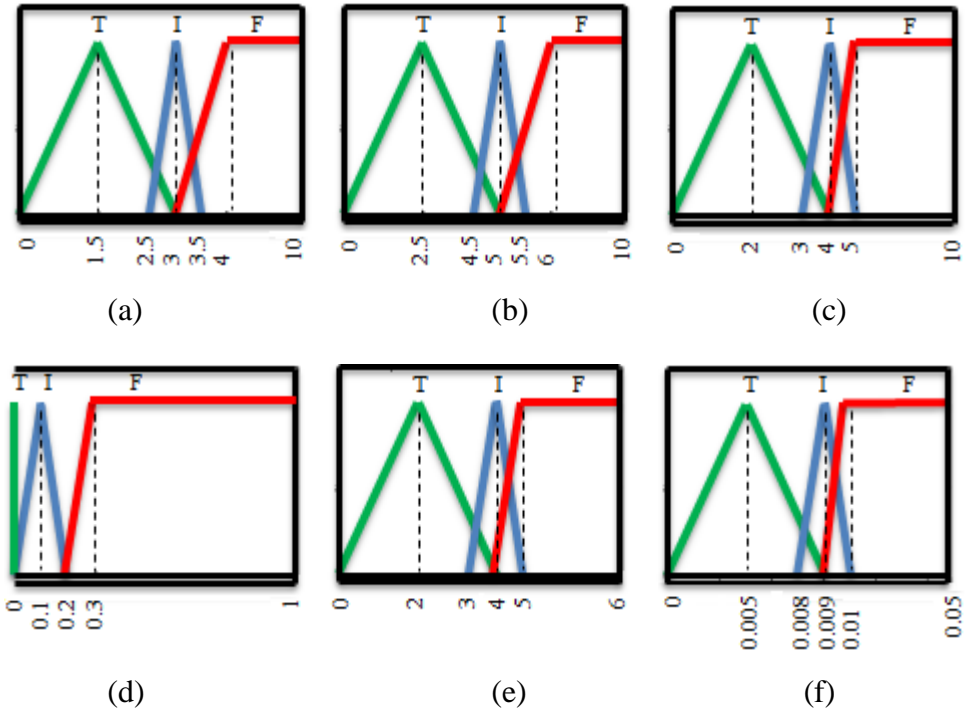 T I F
T I F
T I F
0 1.5 2.5 3 3.5 4 10
0 2.5 4.5 5 5.5 6 10
0 2 3 4 5 10
(a) (b) (c)
T I F
T I F
T I F
0 0.1 0.2 0.3 1
0 2 3 4 5 6
0 0.005 0.008 0.009 0.01 0.05
(d) (e) (f)